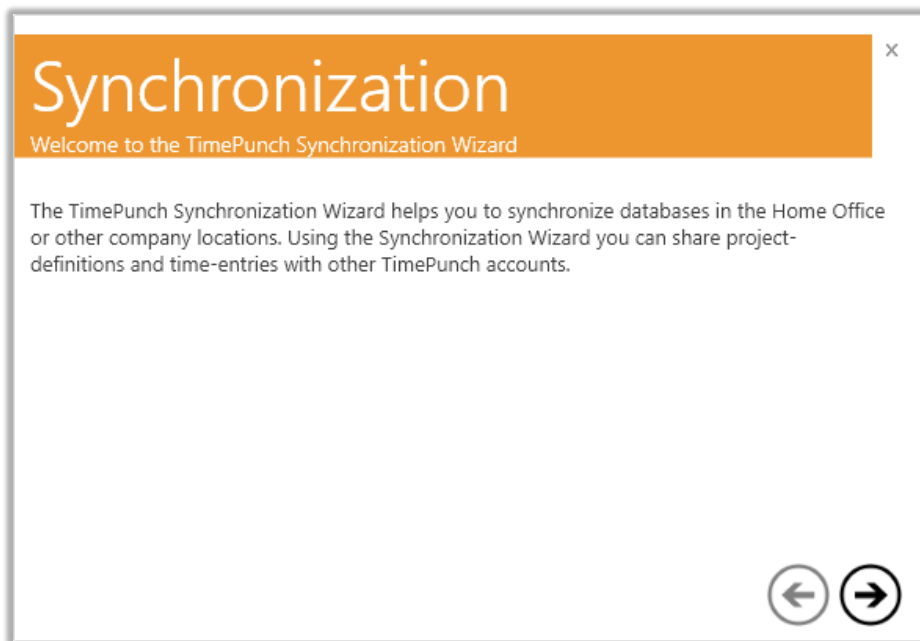 Synchronization
Welcome to the TimePunch Synchronization Wizard
The TimePunch Synchronization Wizard helps you to synchronize databases in the Home Office
or other company locations. Using the Synchronization Wizard you can share project-
definitions and time-entries with other TimePunch accounts.